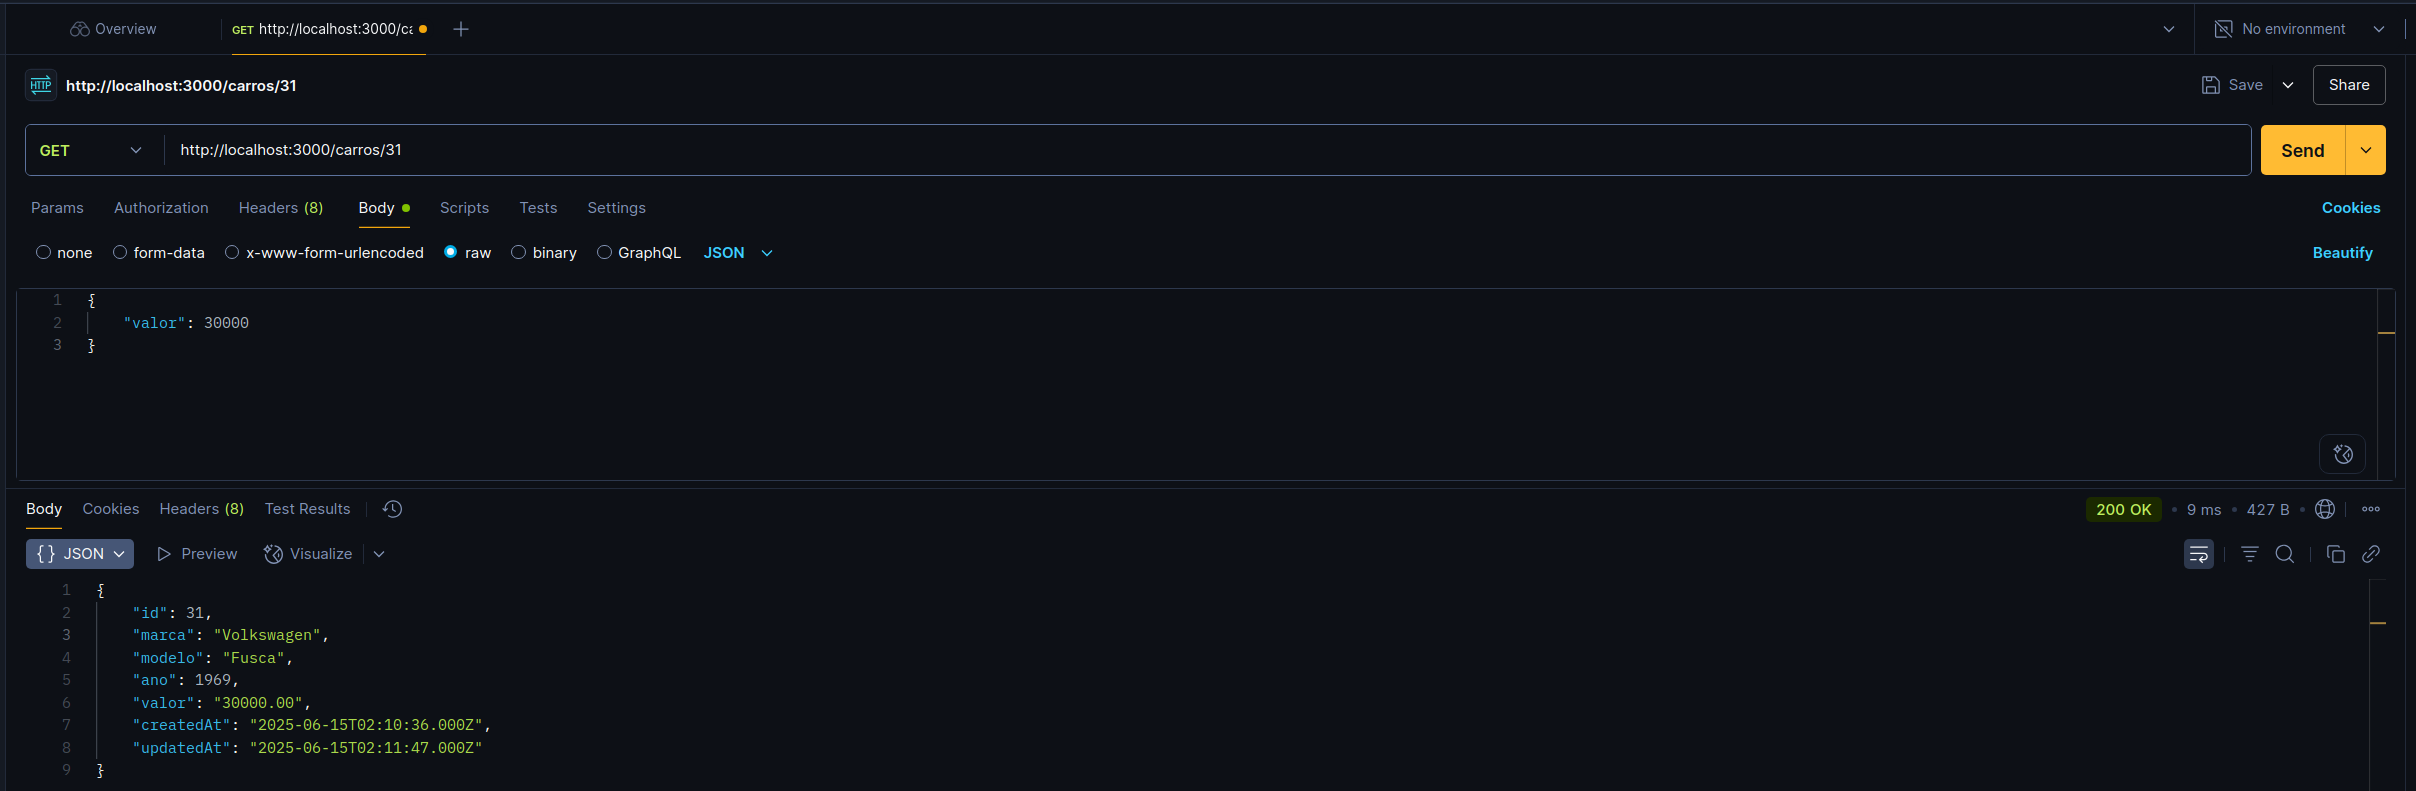 Overview
GET http://localhost:3000/ca
No environment
HTTP http://localhost:3000/carros/31
Save
Share
GET http://localhost:3000/carros/31
Send
Params Authorization Headers (8) Body Scripts Tests Settings
Cookies
none form-data x-www-form-urlencoded raw binary GraphQL JSON
Beautify
1 {
2 "valor": 30000
3 }
Body Cookies Headers (8) Test Results
200 OK • 9 ms • 427 B •
{} JSON Preview Visualize
1 {
2 "id": 31,
3 "marca": "Volkswagen",
4 "modelo": "Fusca",
5 "ano": 1969,
6 "valor": "30000.00",
7 "createdAt": "2025-06-15T02:10:36.000Z",
8 "updatedAt": "2025-06-15T02:11:47.000Z"
9 }